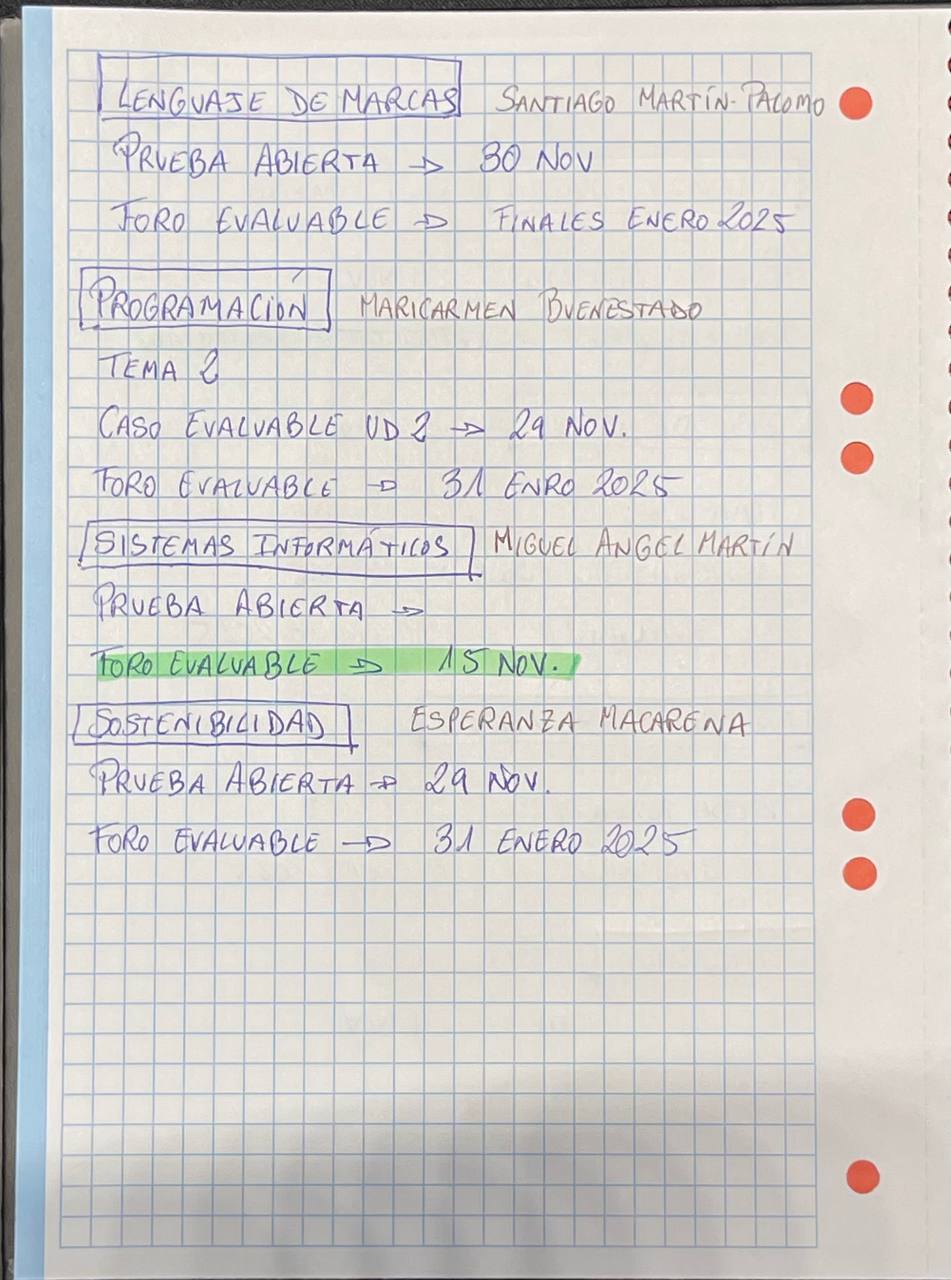 LENGUAJE DE MARCAS SANTIAGO MARTÍN-PALOMO
PRUEBA ABIERTA → 30 NOV
FORO EVALUABLE → FINALES ENERO 2025
PROGRAMACIÓN MARICARMEN BUENESTADO
TEMA 2
CASO EVALUABLE UD 2 → 29 NOV.
FORO EVALUABLE → 31 ENRO 2025
SISTEMAS INFORMÁTICOS MIGUEL ANGEL MARTÍN
PRUEBA ABIERTA →
FORO EVALUABLE → 15 NOV.
SOSTENIBILIDAD ESPERANZA MACARENA
PRUEBA ABIERTA → 29 NOV.
FORO EVALUABLE → 31 ENERO 2025